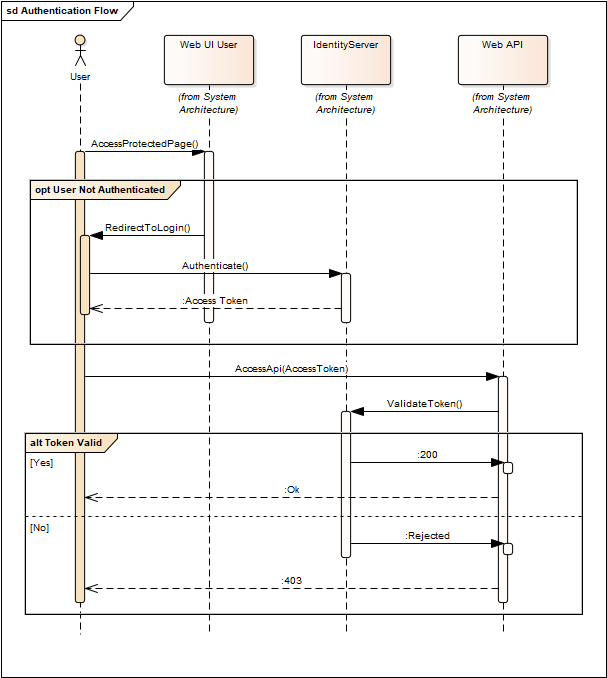 sd Authentication Flow
User
Web UI User
IdentityServer
Web API
(from System
Architecture)
(from System
Architecture)
(from System
Architecture)
AccessProtectedPage()
opt User Not Authenticated
RedirectToLogin()
Authenticate()
:Access Token
AccessApi(AccessToken)
ValidateToken()
alt Token Valid
[Yes]
:200
:Ok
[No]
:Rejected
:403